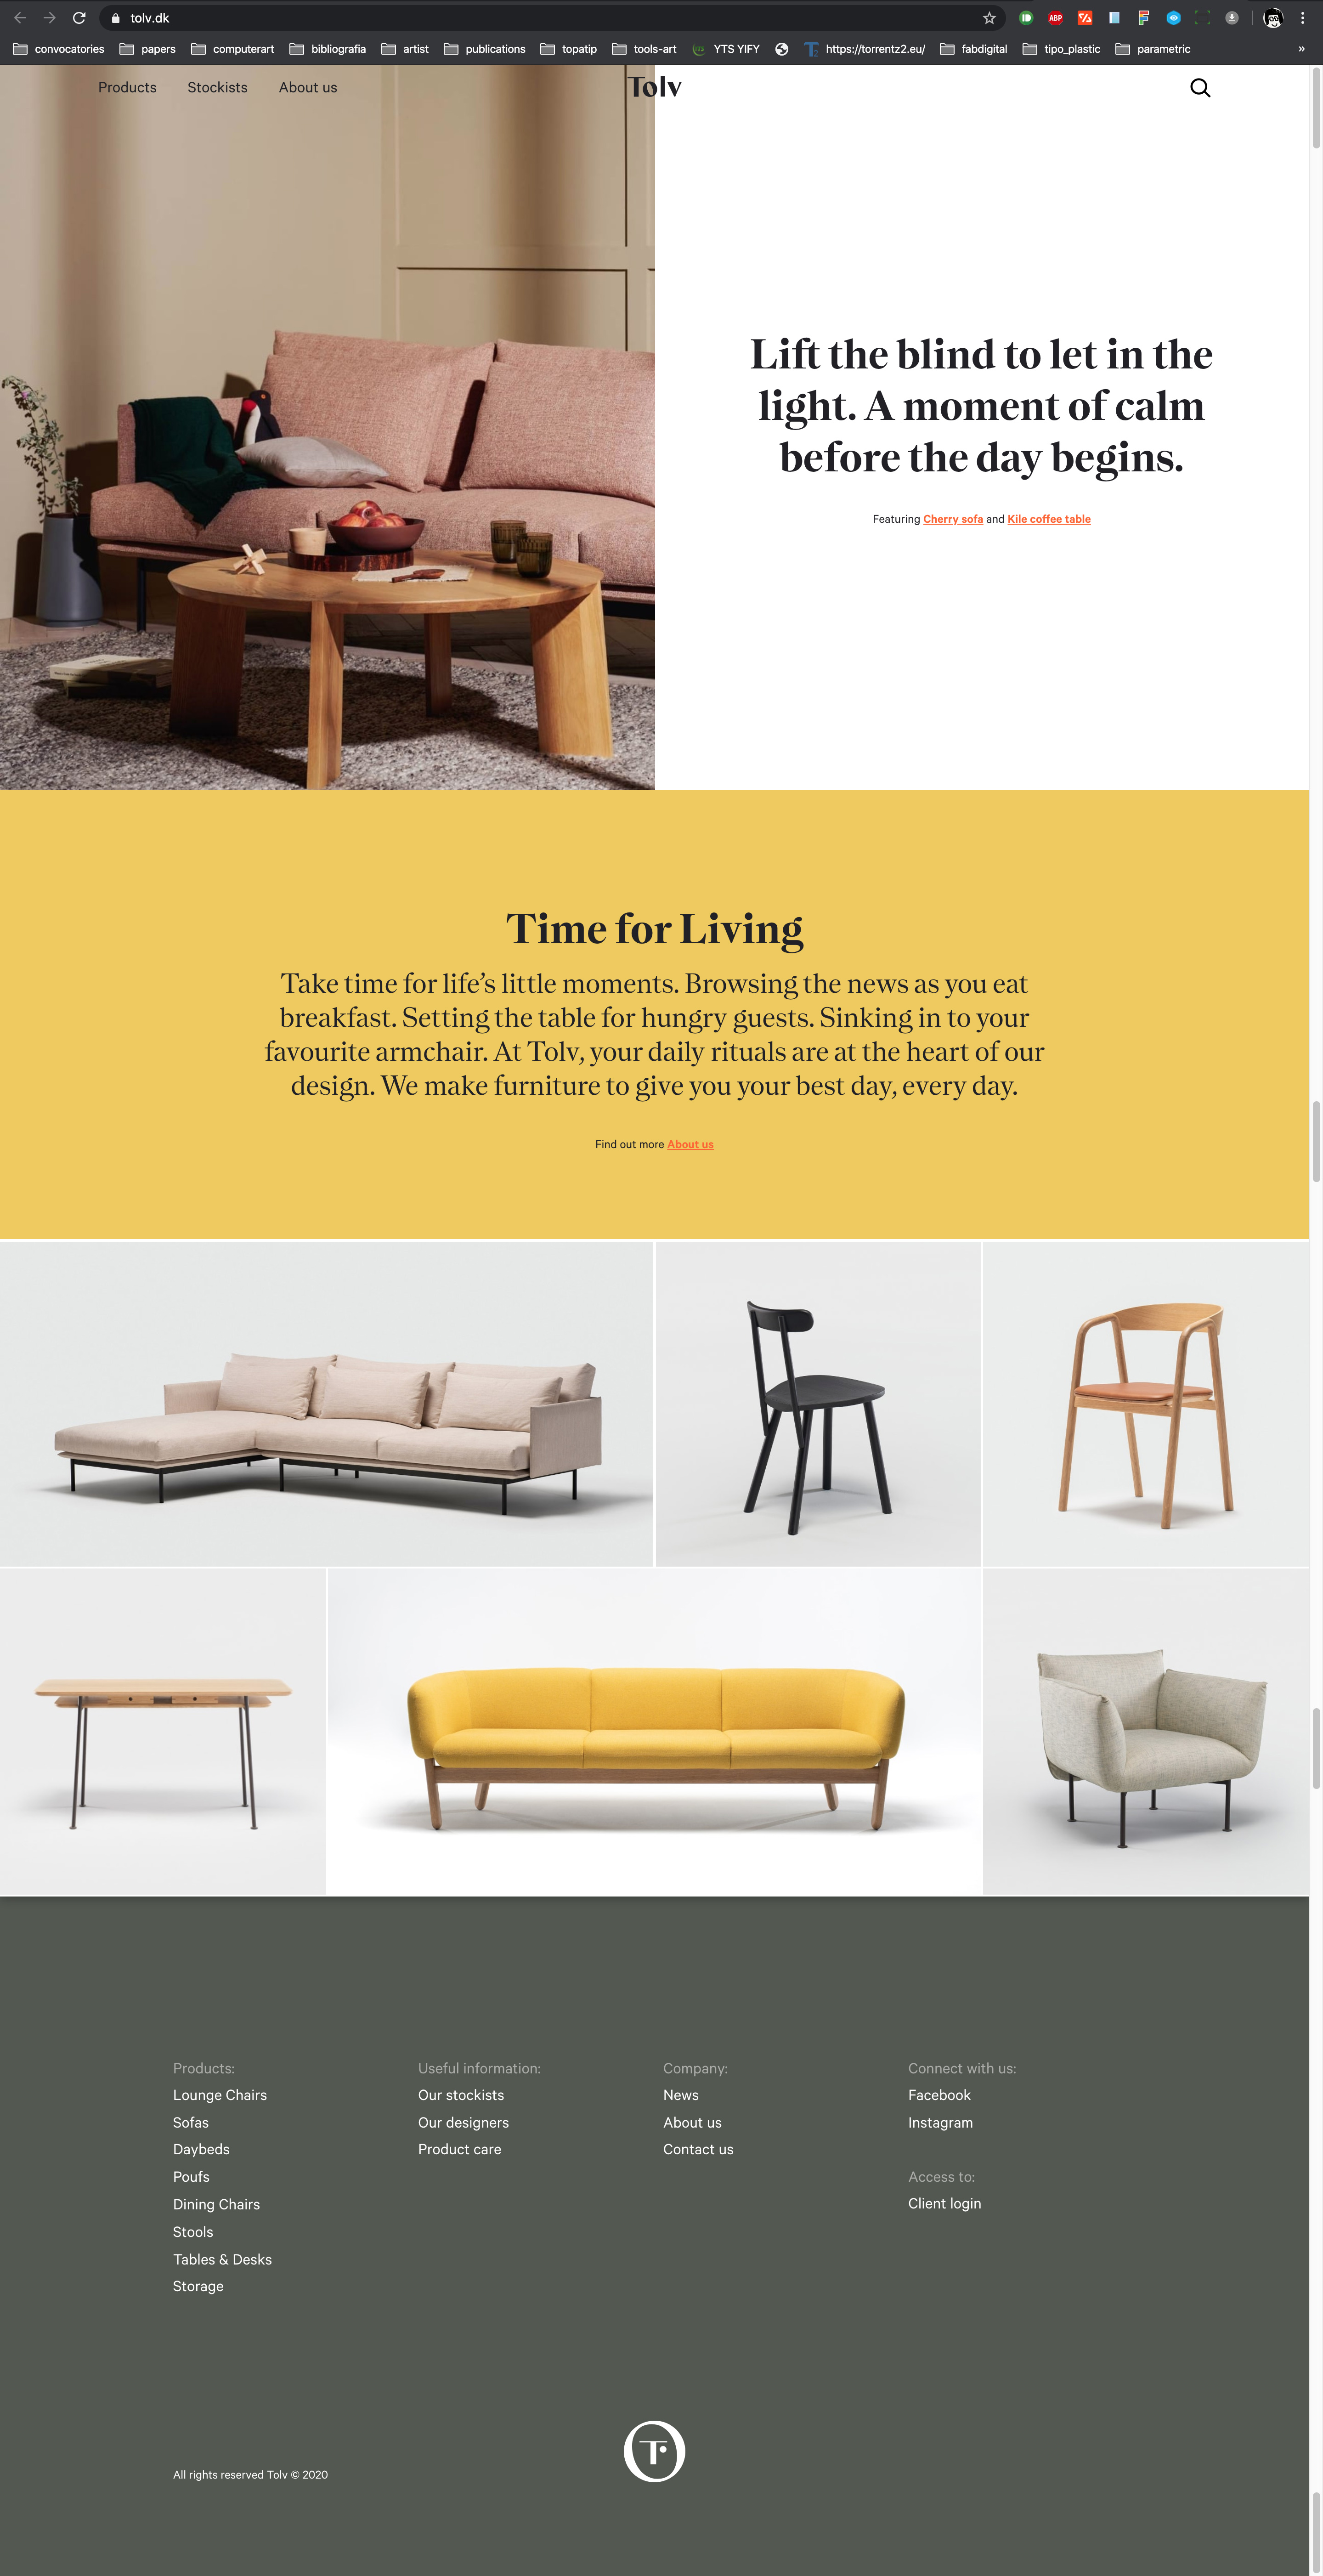 tolv.dk
ABP
convocatories papers computerart bibliografia artist publications topatip tools-art YTS YIFY https://torrentz2.eu/ fabdigital tipo_plastic parametric »
Products Stockists About us Tolv
Lift the blind to let in the
light. A moment of calm
before the day begins.
Featuring Cherry sofa and Kile coffee table
Time for Living
Take time for life’s little moments. Browsing the news as you eat
breakfast. Setting the table for hungry guests. Sinking in to your
favourite armchair. At Tolv, your daily rituals are at the heart of our
design. We make furniture to give you your best day, every day.
Find out more About us
Products:
Lounge Chairs
Sofas
Daybeds
Poufs
Dining Chairs
Stools
Tables & Desks
Storage
Useful information:
Our stockists
Our designers
Product care
Company:
News
About us
Contact us
Connect with us:
Facebook
Instagram
Access to:
Client login
T
All rights reserved Tolv © 2020